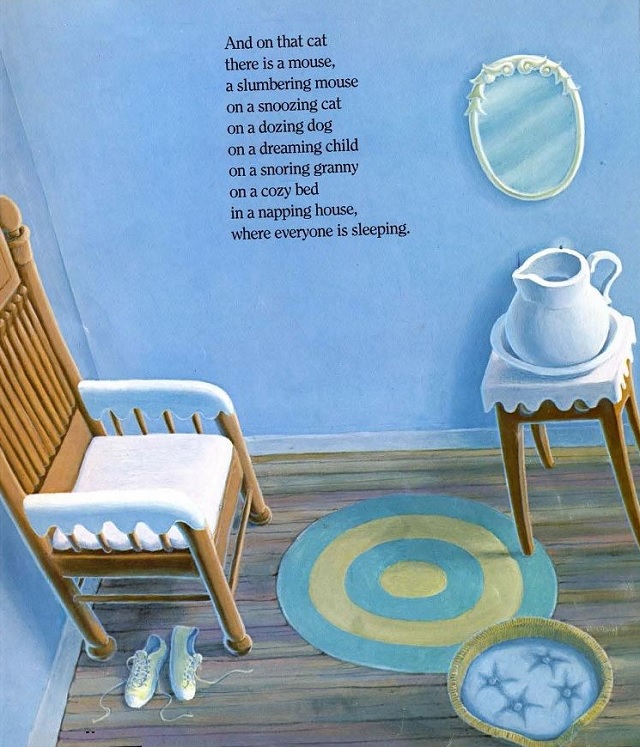 And on that cat
there is a mouse,
a slumbering mouse
on a snoozing cat
on a dozing dog
on a dreaming child
on a snoring granny
on a cozy bed
in a napping house,
where everyone is sleeping.